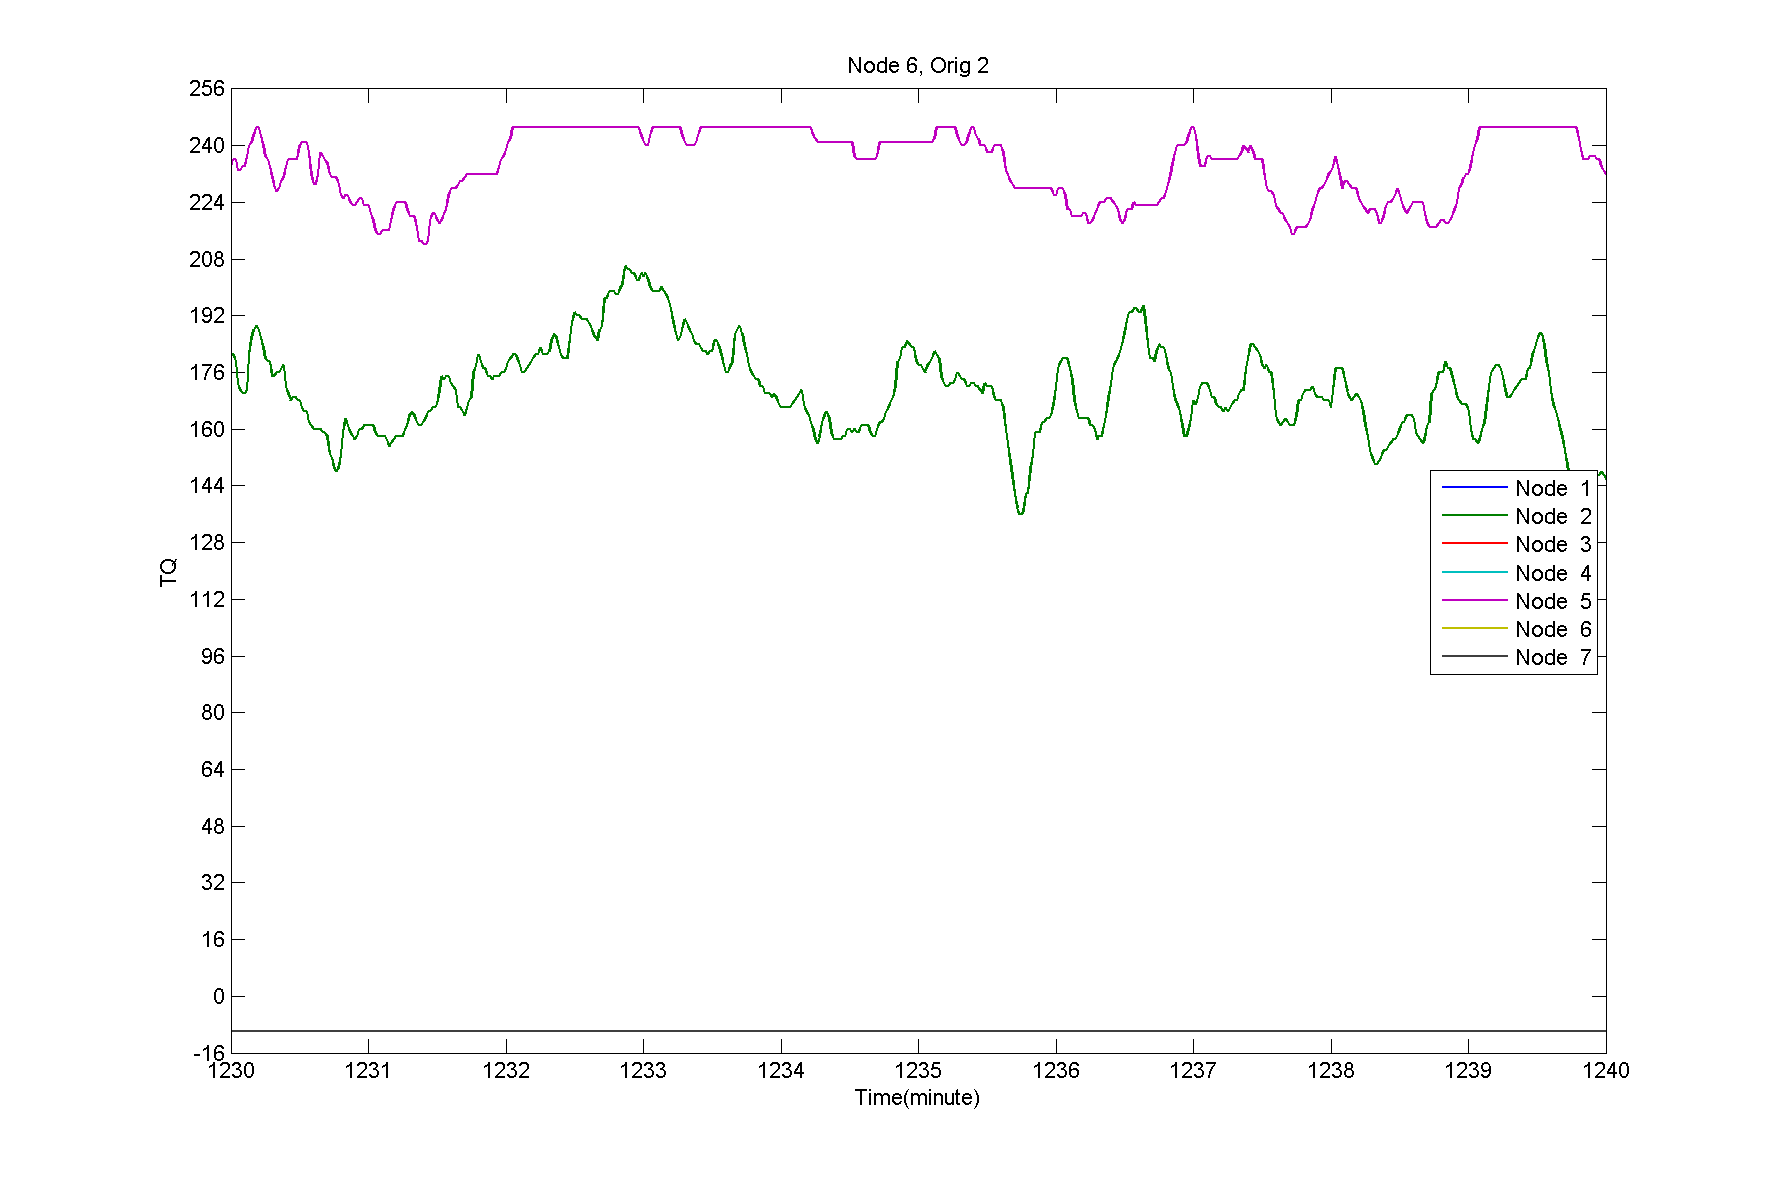 Node 6, Orig 2
256
240
224
208
192
176
160
144
128
112
96
80
64
48
32
16
0
-16
TQ
Node 1
Node 2
Node 3
Node 4
Node 5
Node 6
Node 7
1230 1231 1232 1233 1234 1235 1236 1237 1238 1239 1240
Time(minute)